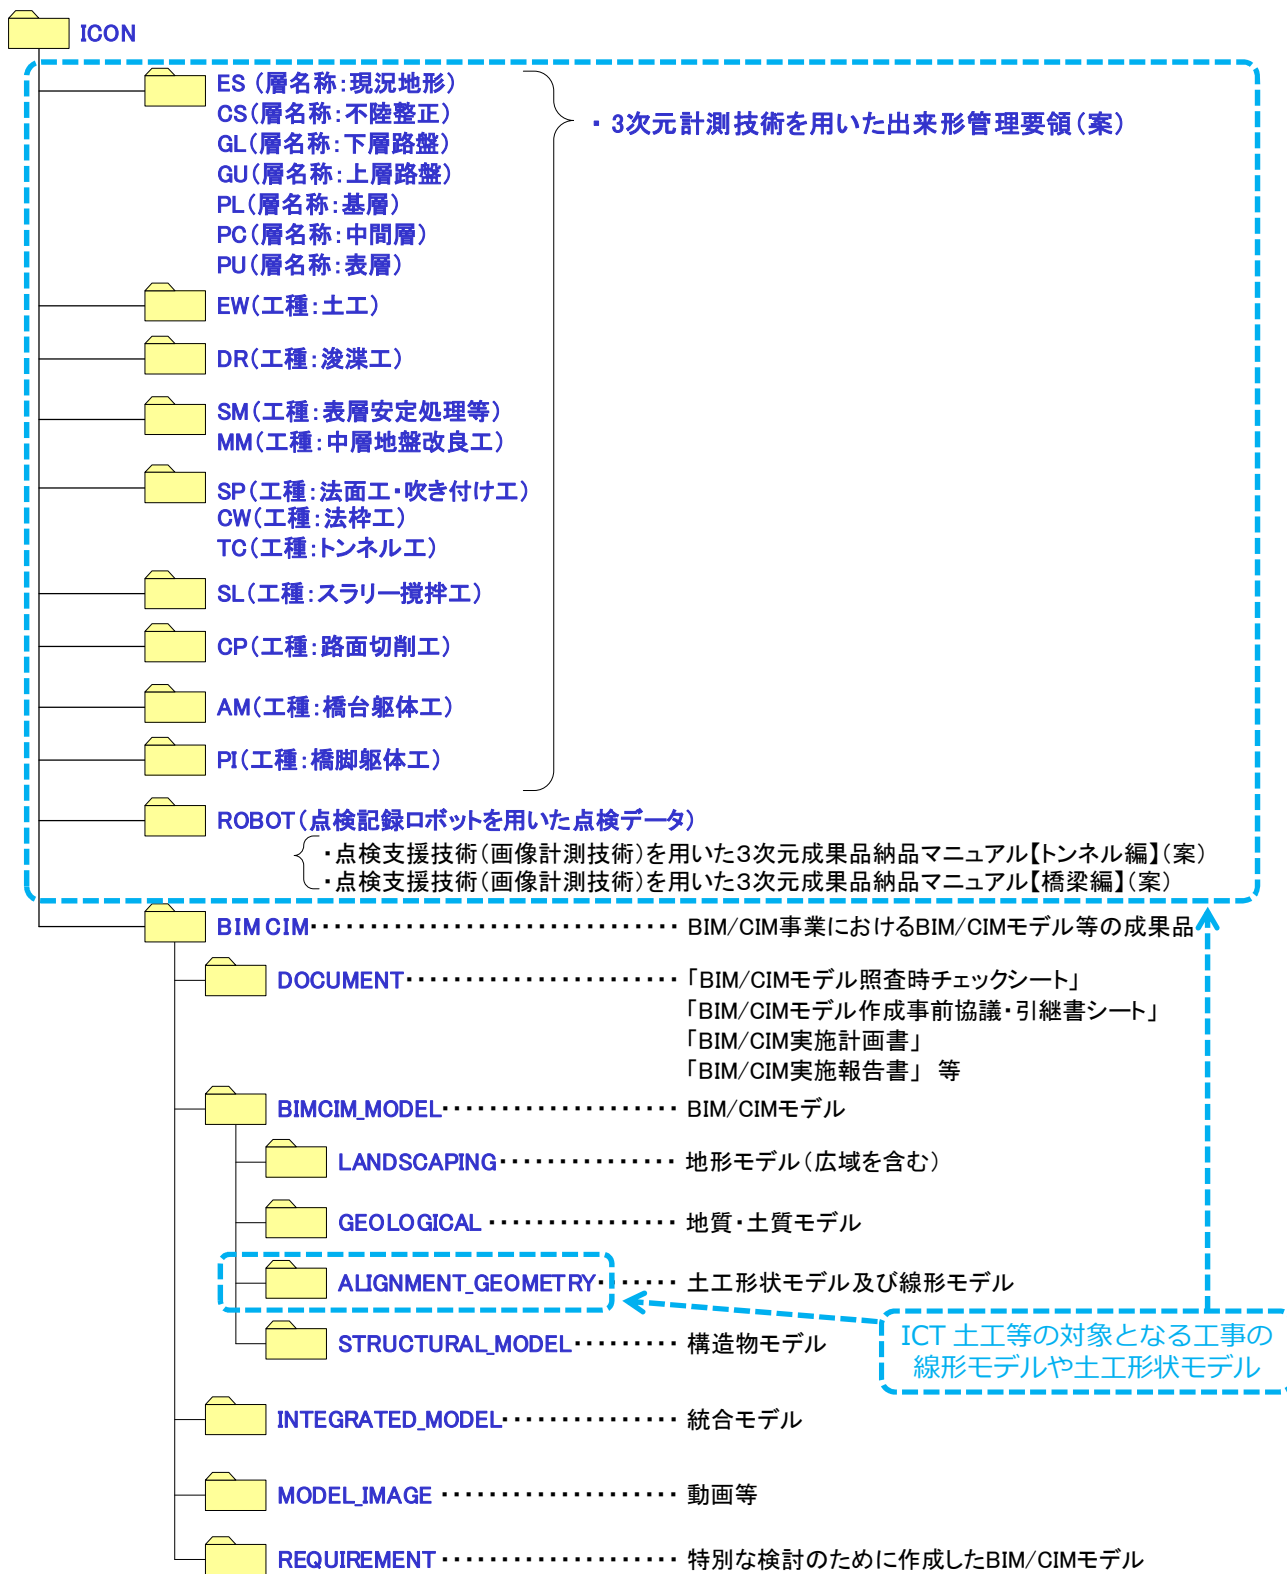 ICON
ES（層名称：現況地形）
CS（層名称：不陸整正）
GL（層名称：下層路盤）
GU（層名称：上層路盤）
PL（層名称：基層）
PC（層名称：中間層）
PU（層名称：表層）
・3次元計測技術を用いた出来形管理要領（案）
EW（工種：土工）
DR（工種：浚渫工）
SM（工種：表層安定処理等）
MM（工種：中層地盤改良工）
SP（工種：法面工・吹き付け工）
CW（工種：法枠工）
TC（工種：トンネル工）
SL（工種：スラリー撹拌工）
CP（工種：路面切削工）
AM（工種：橋台躯体工）
PI（工種：橋脚躯体工）
ROBOT（点検記録ロボットを用いた点検データ）
・点検支援技術（画像計測技術）を用いた３次元成果品納品マニュアル【トンネル編】（案）
・点検支援技術（画像計測技術）を用いた３次元成果品納品マニュアル【橋梁編】（案）
BIMCIM・・・・・・・・・・・・・・・・・・・・・・・・・・・・・・・BIM/CIM事業におけるBIM/CIMモデル等の成果品
DOCUMENT・・・・・・・・・・・・・・・・・・・・・・・「BIM/CIMモデル照査時チェックシート」
「BIM/CIMモデル作成事前協議・引継書シート」
「BIM/CIM実施計画書」
「BIM/CIM実施報告書」 等
BIMCIM_MODEL・・・・・・・・・・・・・・・・・・・・BIM/CIMモデル
LANDSCAPING・・・・・・・・・・・・・・・地形モデル（広域を含む）
GEOLOGICAL・・・・・・・・・・・・・・・・地質・土質モデル
ALIGNMENT_GEOMETRY・・・・・・・土工形状モデル及び線形モデル
STRUCTURAL_MODEL・・・・・・・・・構造物モデル
ICT 土工等の対象となる工事の
線形モデルや土工形状モデル
INTEGRATED_MODEL・・・・・・・・・・・・・・・統合モデル
MODEL_IMAGE・・・・・・・・・・・・・・・・・・・・動画等
REQUIREMENT・・・・・・・・・・・・・・・・・・・・特別な検討のために作成したBIM/CIMモデル